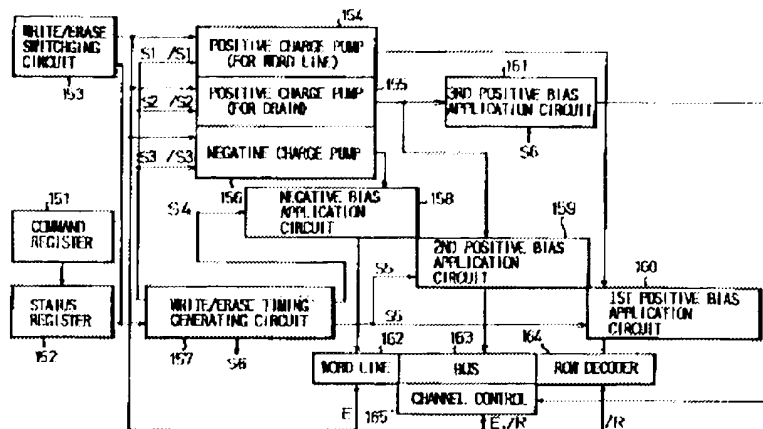 WRITE/ERASE
SWITCHGING
CIRCUIT
153
154
S1 /S1
POSITIVE CHARGE PUMP
(FOR WORD LINE)
155
S2 /S2
POSITIVE CHARGE PUMP
(FOR DRAIN)
161
3RD POSITIVE BIAS
APPLICATION CIRCUIT
S6
S3 /S3
NEGATINE CHARGE PUMP
156
151
COMMAND
REGISTER
S4
NEGATIVE BIAS
APPLICATION
CIRCUIT
158
159
2ND POSITIVE BIAS
APPLICATION
CIRCUIT
S5
160
STATUS
REGISTER
152
WRITE/ERASE TIMING
GENERATING CIRCUIT
157
S6
S6
1ST POSITIVE BIAS
APPLICATION
CIRCUIT
162
163
164
WORD LINE
BUS
ROW DECODER
CHANNEL CONTROL
165
E
E,/R
/R